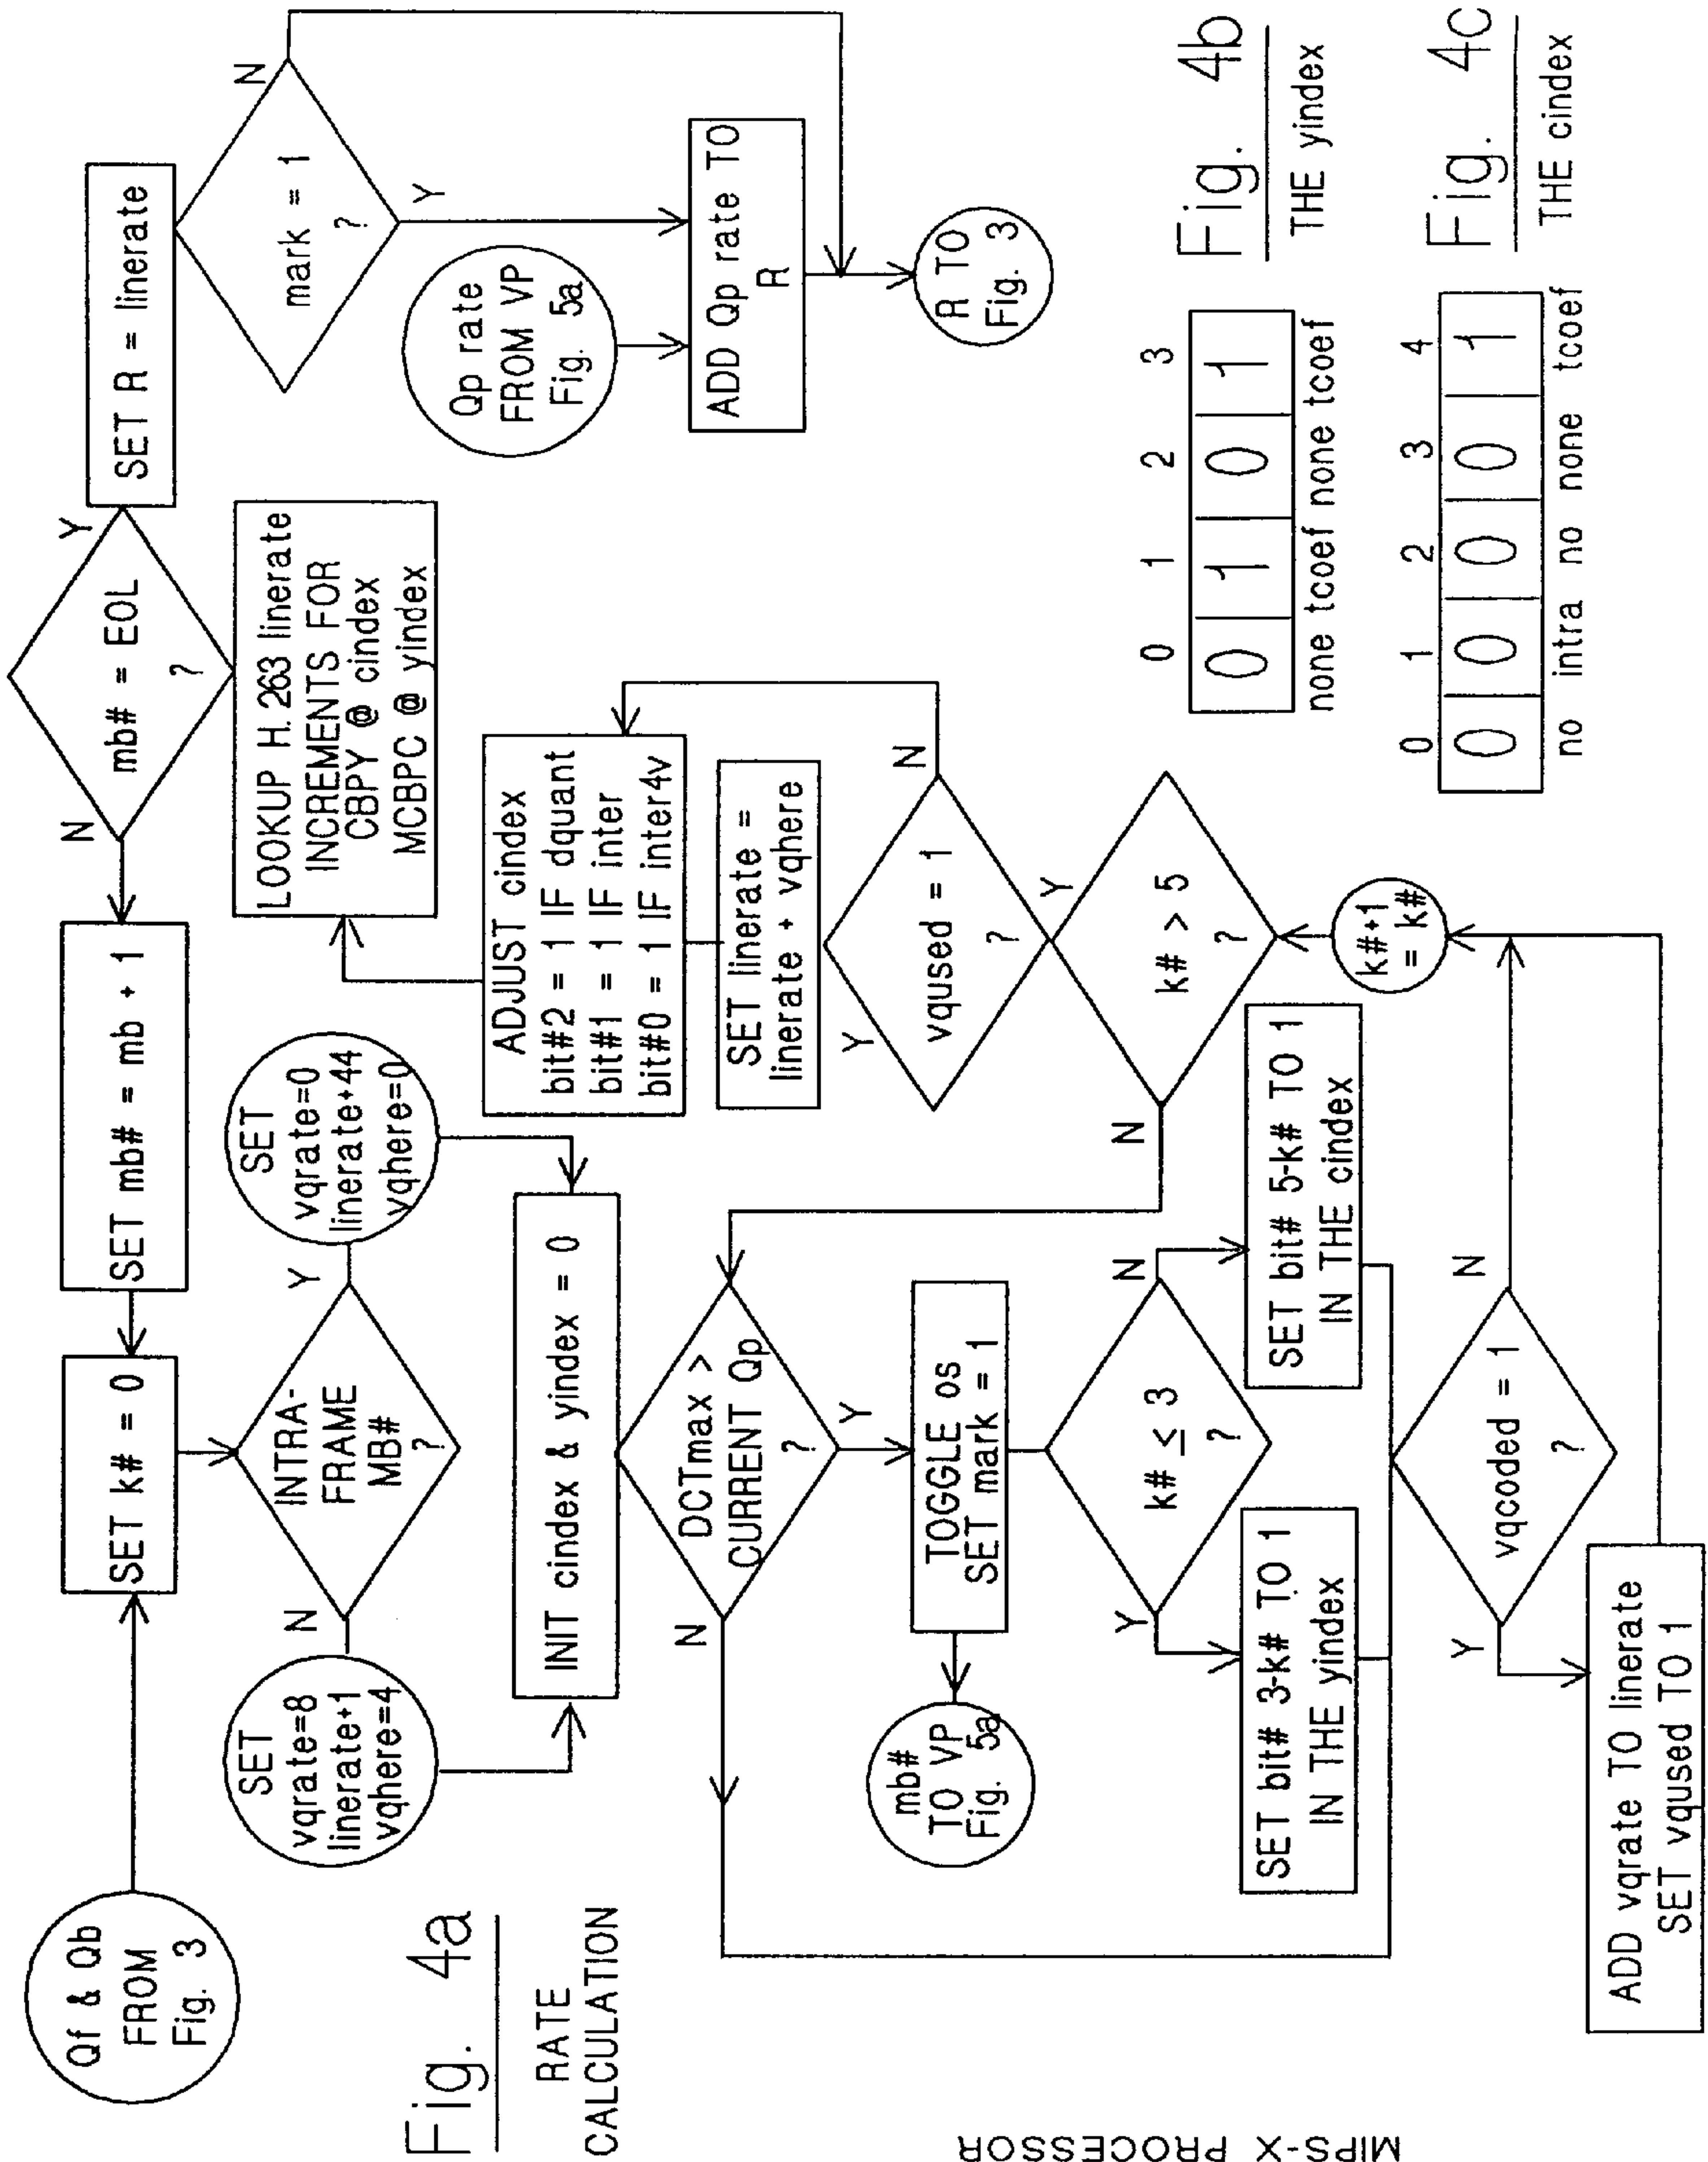 Qf & Qb
FROM
Fig. 3
SET k# = 0
SET mb# = mb + 1
N
mb# = EOL
?
Y
SET R = linerate
mark = 1
?
N
Y
Qp rate
FROM VP
Fig. 5a
ADD Qp rate TO
R
R TO
Fig. 3
LOOKUP H.263 linerate
INCREMENTS FOR
CBPY @ cindex
MCBPC @ yindex
INTRA-
FRAME
MB#
?
N
Y
SET
vqrate=8
linerate+1
vqhere=4
SET
vqrate=0
linerate+44
vqhere=0
INIT cindex & yindex = 0
ADJUST cindex
bit#2 = 1 IF dquant
bit#1 = 1 IF inter
bit#0 = 1 IF inter4v
SET linerate =
linerate + vqhere
vqused = 1
?
Y
N
k# > 5
?
Y
N
k#+1
= k#
DCTmax >
CURRENT Qp
?
N
Y
TOGGLE os
SET mark = 1
mb#
TO VP
Fig. 5a
k# ≤ 3
?
Y
N
SET bit# 3-k# TO 1
IN THE yindex
SET bit# 5-k# TO 1
IN THE cindex
vqcoded = 1
?
Y
N
ADD vqrate TO linerate
SET vqused TO 1
Fig. 4a
RATE
CALCULATION
0 1 2 3
0 1 0 1
none tcoef none tcoef
Fig. 4b
THE yindex
0 1 2 3 4
0 0 0 0 1
no intra no none tcoef
Fig. 4c
THE cindex
MIPS-X PROCESSOR